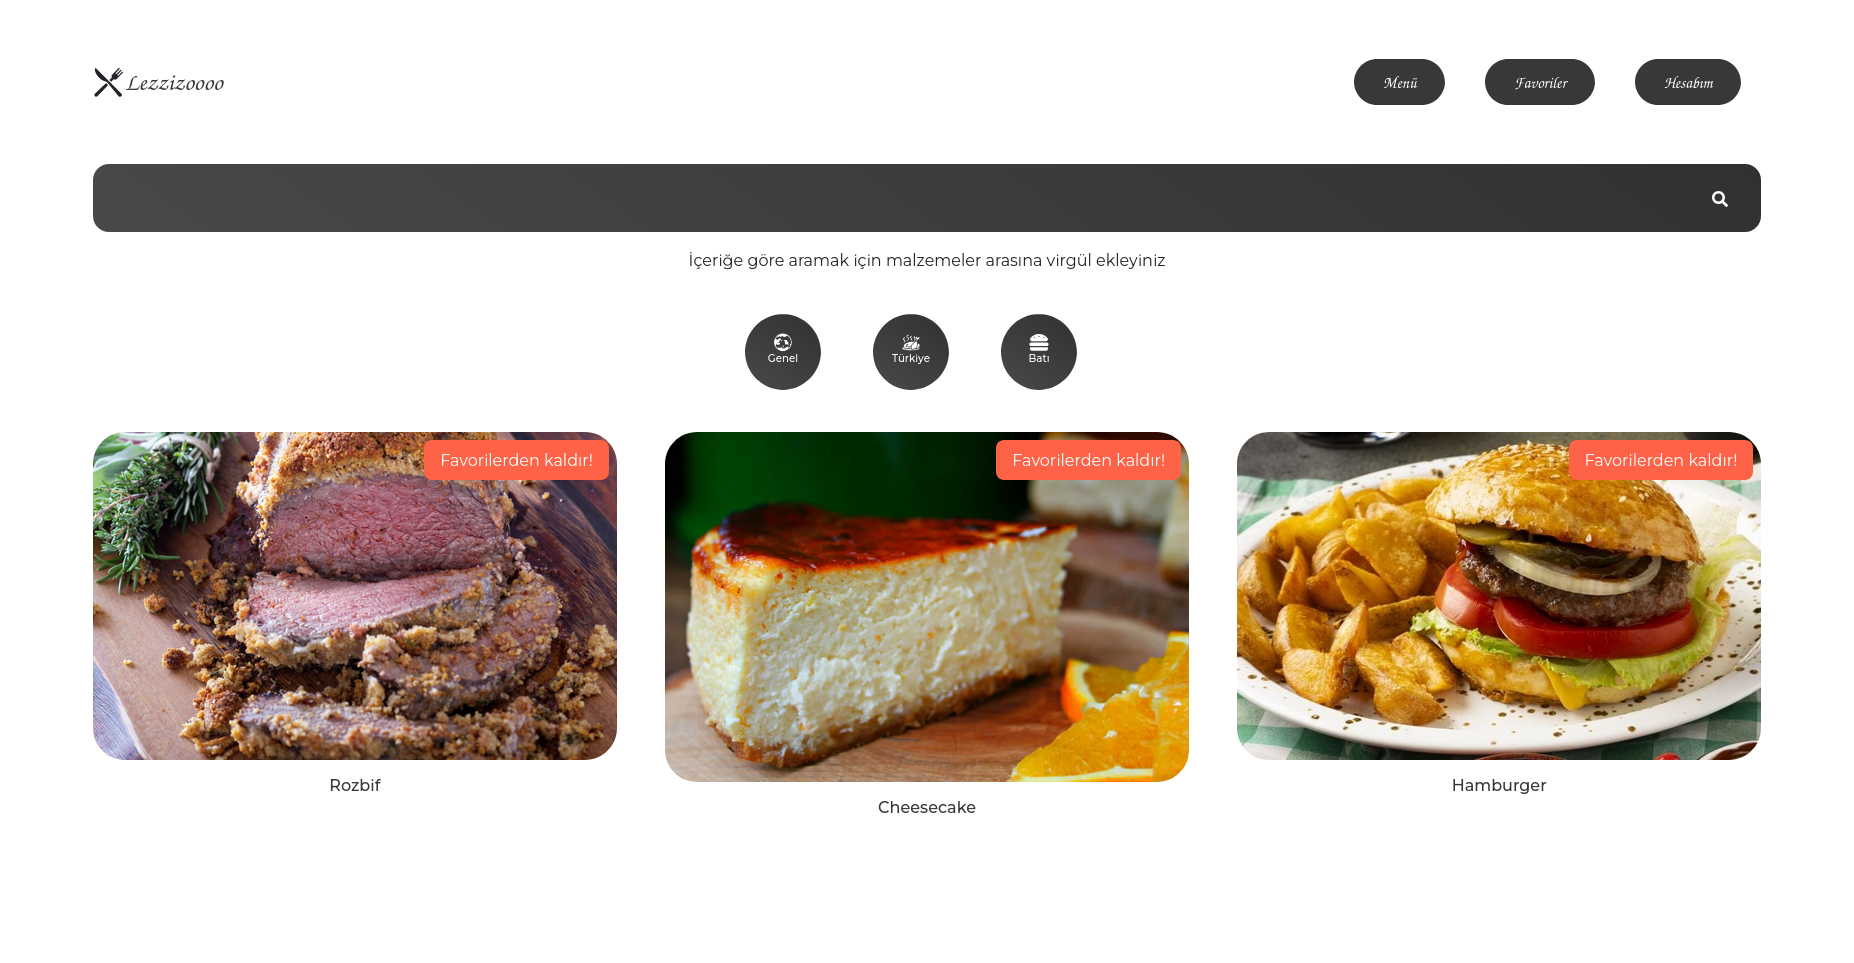 Lezzizoooo
Menü
Favoriler
Hesabım
İçeriğe göre aramak için malzemeler arasına virgül ekleyiniz
Genel
Türkiye
Batı
Favorilerden kaldır!
Favorilerden kaldır!
Favorilerden kaldır!
Rozbif
Cheesecake
Hamburger